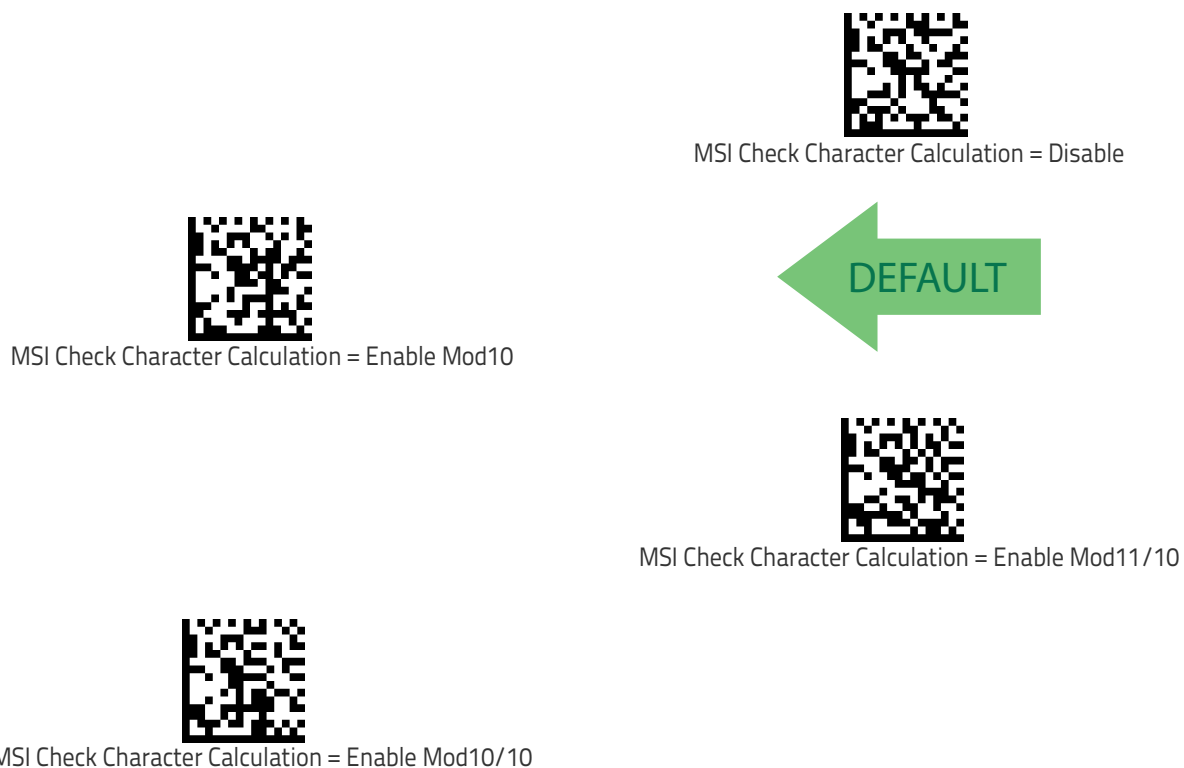 MSI Check Character Calculation = Disable
DEFAULT
MSI Check Character Calculation = Enable Mod10
MSI Check Character Calculation = Enable Mod11/10
MSI Check Character Calculation = Enable Mod10/10